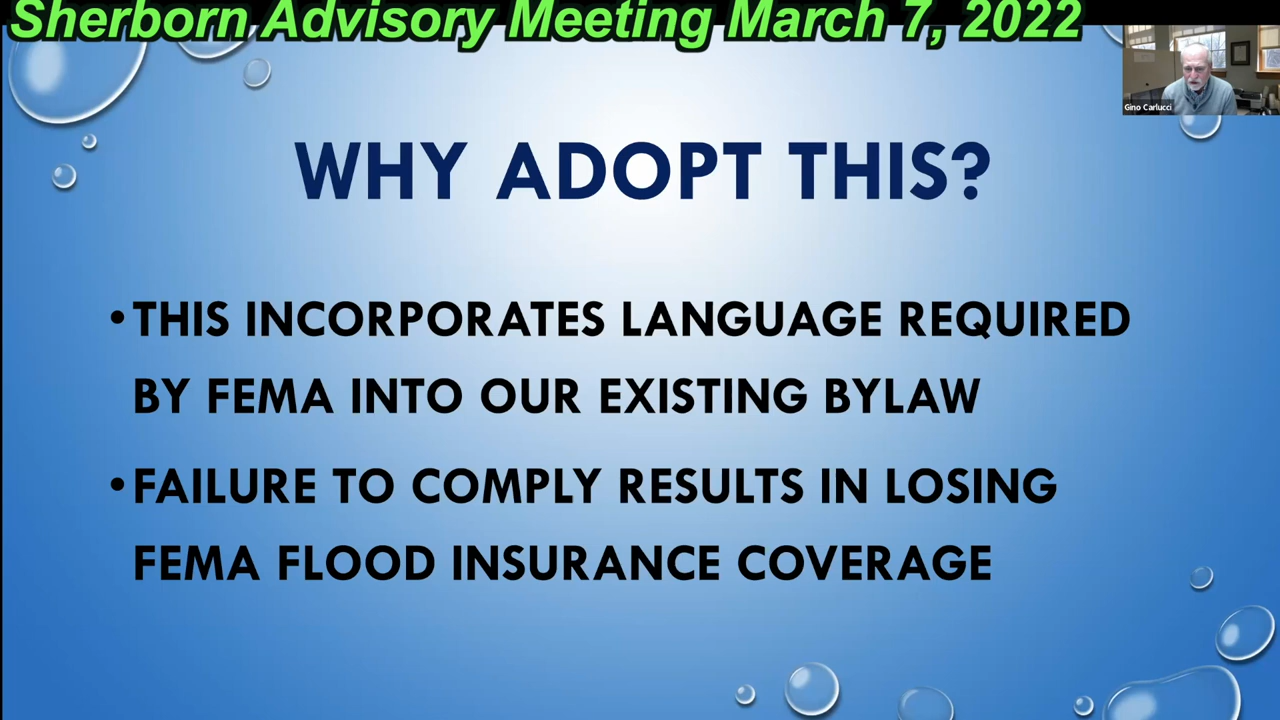 Sherborn Advisory Meeting March 7, 2022
Gino Carlucci
WHY ADOPT THIS?
•THIS INCORPORATES LANGUAGE REQUIRED
BY FEMA INTO OUR EXISTING BYLAW
•FAILURE TO COMPLY RESULTS IN LOSING
FEMA FLOOD INSURANCE COVERAGE